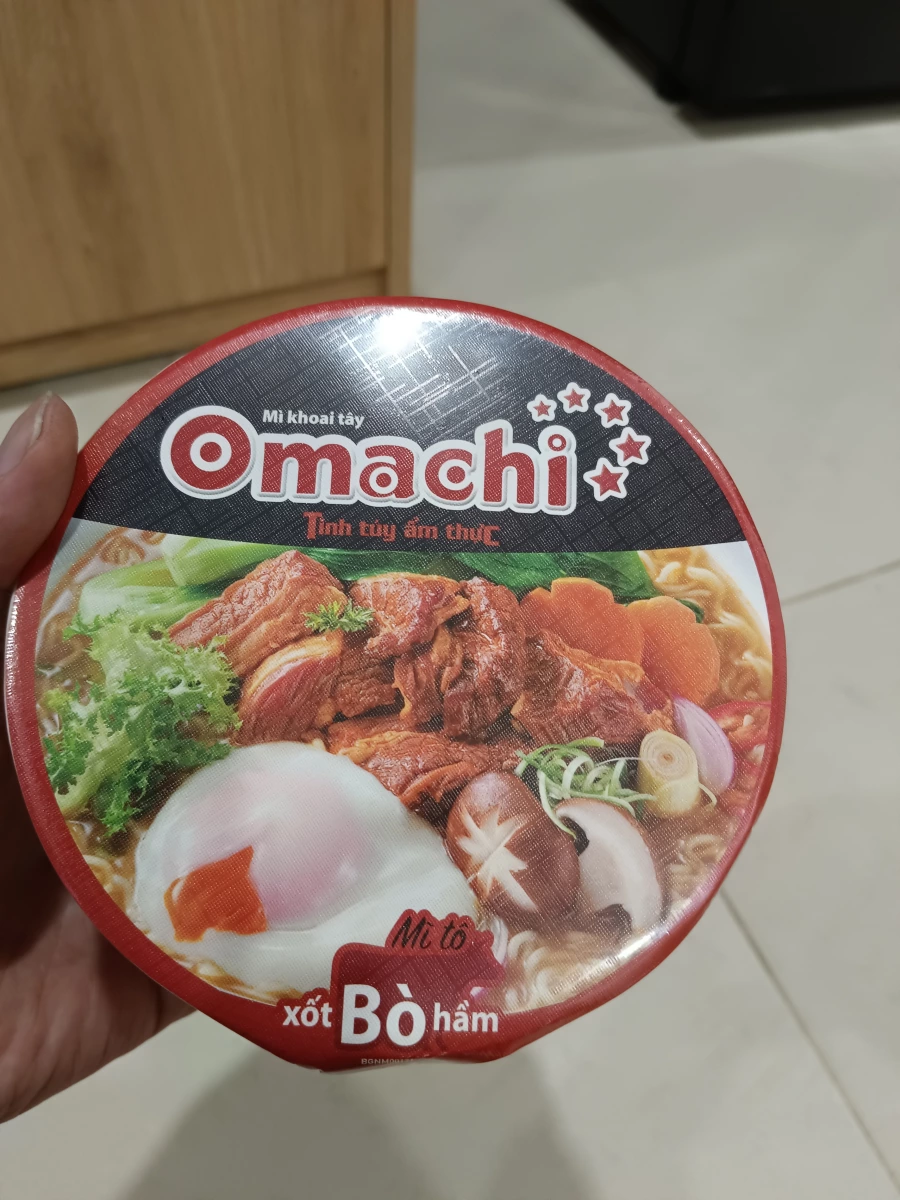 Mì khoai tây
Omachi
Tinh túy ẩm thực
Mì tô
xốt Bò hầm